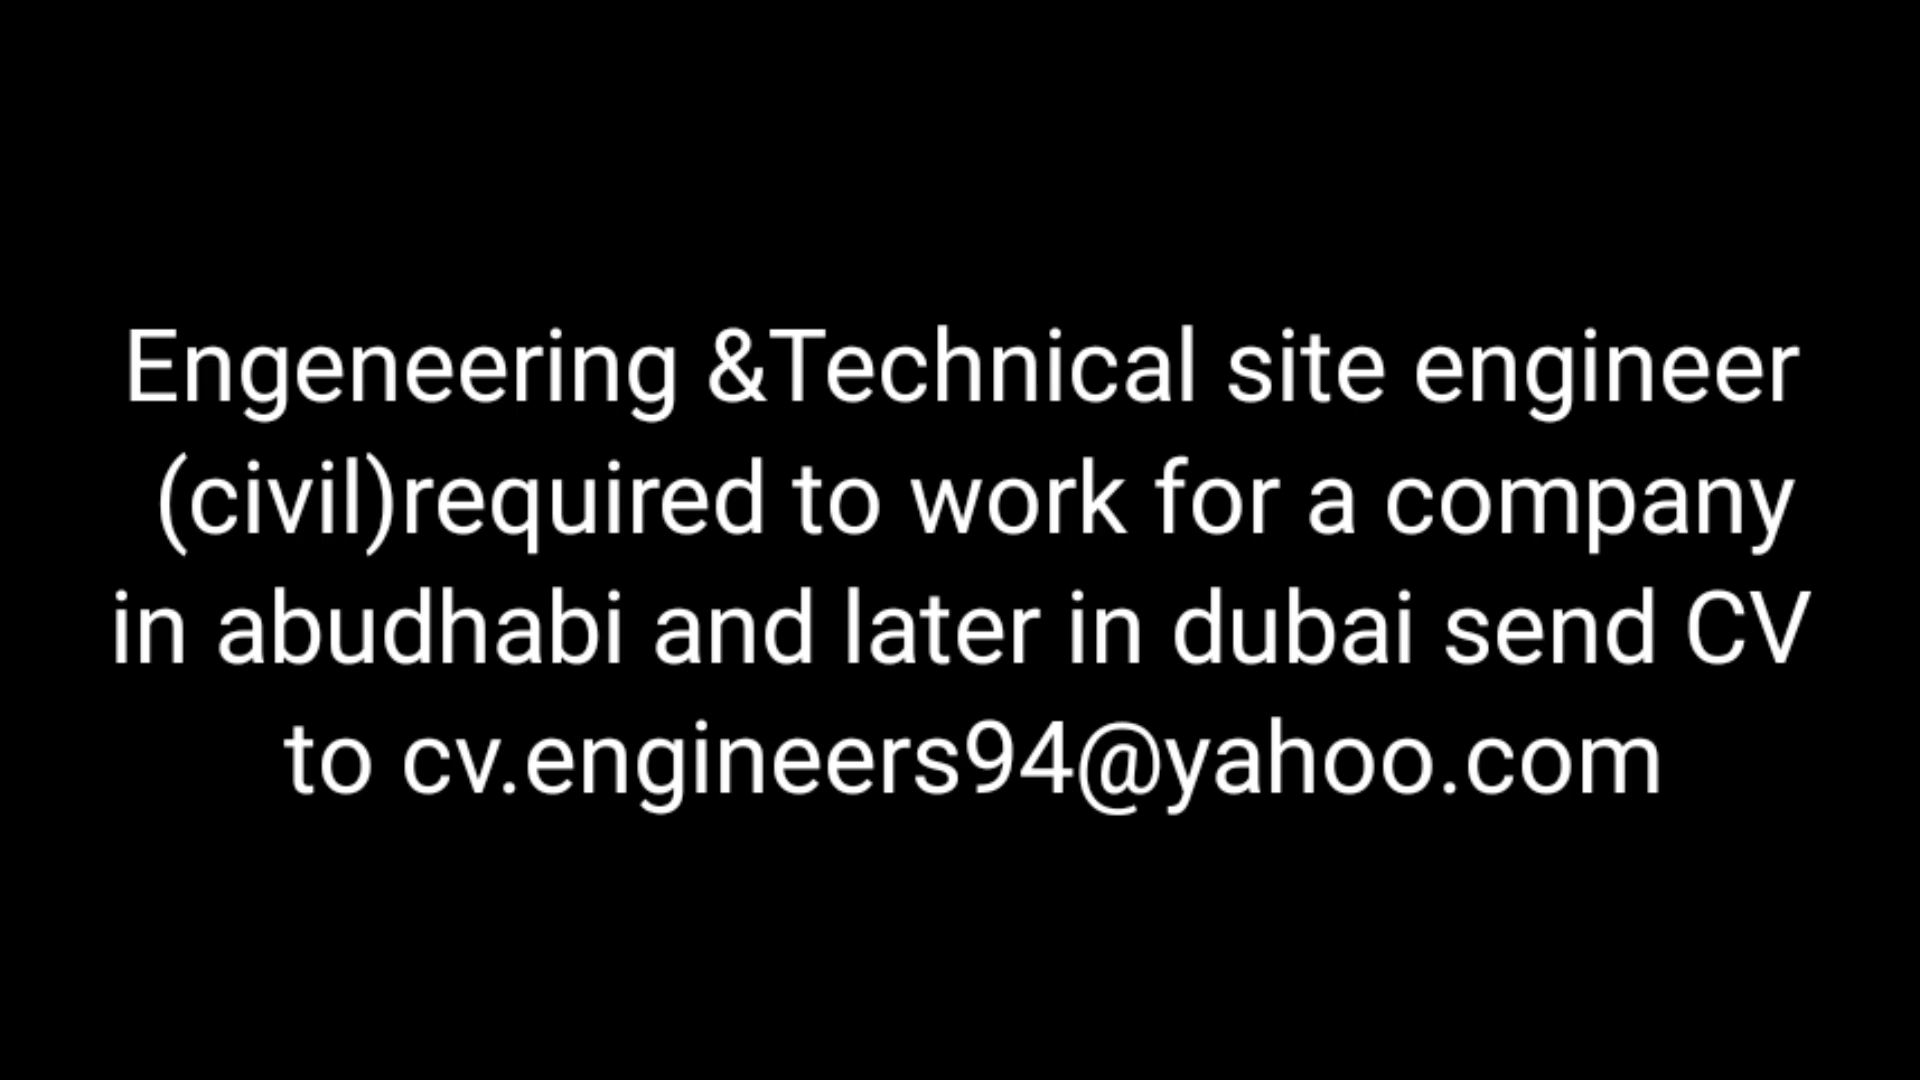 Engeneering &Technical site engineer
(civil)required to work for a company
in abudhabi and later in dubai send CV
to cv.engineers94@yahoo.com